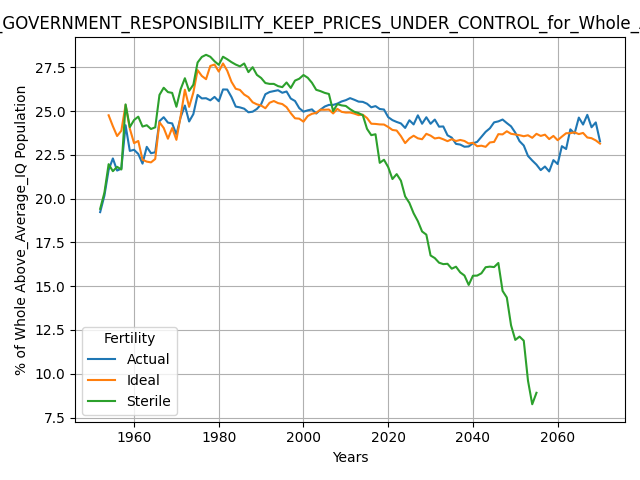 _GOVERNMENT_RESPONSIBILITY_KEEP_PRICES_UNDER_CONTROL_for_Whole_
% of Whole Above_Average_IQ Population
27.5
25.0
22.5
20.0
17.5
15.0
12.5
10.0
7.5
Fertility
Actual
Ideal
Sterile
1960
1980
2000
2020
2040
2060
Years